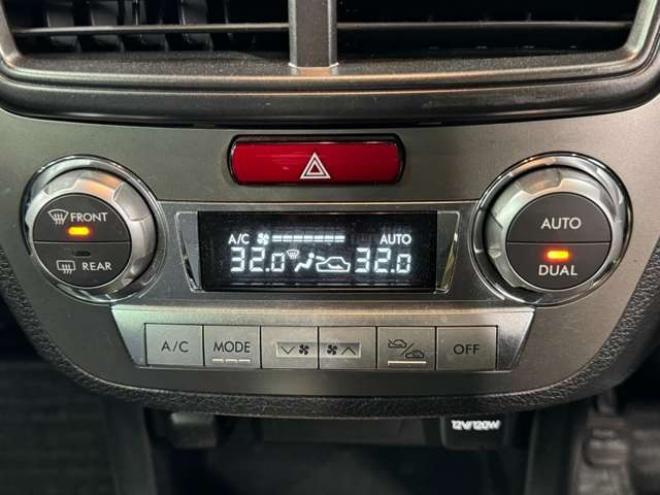 FRONT
REAR
A/C AUTO
32.0 32.0
AUTO
DUAL
A/C MODE OFF
12V/120W